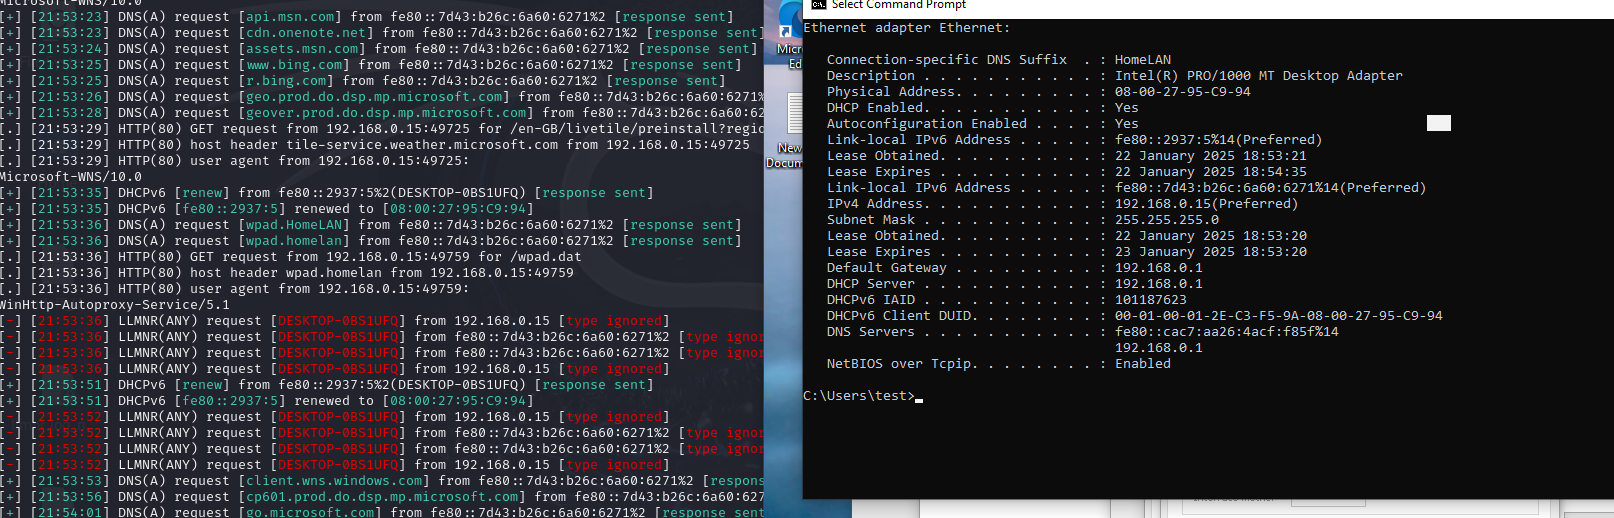 Microsoft-WNS/10.0
[+] [21:53:23] DNS(A) request [api.msn.com] from fe80::7d43:b26c:6a60:6271%2 [response sent]
[+] [21:53:23] DNS(A) request [cdn.onenote.net] from fe80::7d43:b26c:6a60:6271%2 [response sent]
[+] [21:53:24] DNS(A) request [assets.msn.com] from fe80::7d43:b26c:6a60:6271%2 [response sent]
[+] [21:53:25] DNS(A) request [www.bing.com] from fe80::7d43:b26c:6a60:6271%2 [response sent]
[+] [21:53:25] DNS(A) request [r.bing.com] from fe80::7d43:b26c:6a60:6271%2 [response sent]
[+] [21:53:26] DNS(A) request [geo.prod.do.dsp.mp.microsoft.com] from fe80::7d43:b26c:6a60:6271%
[+] [21:53:28] DNS(A) request [geover.prod.do.dsp.mp.microsoft.com] from fe80::7d43:b26c:6a60:62
[.] [21:53:29] HTTP(80) GET request from 192.168.0.15:49725 for /en-GB/livetile/preinstall?regio
[.] [21:53:29] HTTP(80) host header tile-service.weather.microsoft.com from 192.168.0.15:49725
[.] [21:53:29] HTTP(80) user agent from 192.168.0.15:49725:
Microsoft-WNS/10.0
[+] [21:53:35] DHCPv6 [renew] from fe80::2937:5%2(DESKTOP-0BS1UFQ) [response sent]
[+] [21:53:35] DHCPv6 [fe80::2937:5] renewed to [08:00:27:95:C9:94]
[+] [21:53:36] DNS(A) request [wpad.HomeLAN] from fe80::7d43:b26c:6a60:6271%2 [response sent]
[+] [21:53:36] DNS(A) request [wpad.homelan] from fe80::7d43:b26c:6a60:6271%2 [response sent]
[.] [21:53:36] HTTP(80) GET request from 192.168.0.15:49759 for /wpad.dat
[.] [21:53:36] HTTP(80) host header wpad.homelan from 192.168.0.15:49759
[.] [21:53:36] HTTP(80) user agent from 192.168.0.15:49759:
WinHttp-Autoproxy-Service/5.1
[-] [21:53:36] LLMNR(ANY) request [DESKTOP-0BS1UFQ] from 192.168.0.15 [type ignored]
[-] [21:53:36] LLMNR(ANY) request [DESKTOP-0BS1UFQ] from fe80::7d43:b26c:6a60:6271%2 [type ignor
[-] [21:53:36] LLMNR(ANY) request [DESKTOP-0BS1UFQ] from fe80::7d43:b26c:6a60:6271%2 [type ignor
[-] [21:53:36] LLMNR(ANY) request [DESKTOP-0BS1UFQ] from 192.168.0.15 [type ignored]
[+] [21:53:51] DHCPv6 [renew] from fe80::2937:5%2(DESKTOP-0BS1UFQ) [response sent]
[+] [21:53:51] DHCPv6 [fe80::2937:5] renewed to [08:00:27:95:C9:94]
[-] [21:53:52] LLMNR(ANY) request [DESKTOP-0BS1UFQ] from 192.168.0.15 [type ignored]
[-] [21:53:52] LLMNR(ANY) request [DESKTOP-0BS1UFQ] from fe80::7d43:b26c:6a60:6271%2 [type ignor
[-] [21:53:52] LLMNR(ANY) request [DESKTOP-0BS1UFQ] from fe80::7d43:b26c:6a60:6271%2 [type ignor
[-] [21:53:52] LLMNR(ANY) request [DESKTOP-0BS1UFQ] from 192.168.0.15 [type ignored]
[+] [21:53:53] DNS(A) request [client.wns.windows.com] from fe80::7d43:b26c:6a60:6271%2 [respons
[+] [21:53:56] DNS(A) request [cp601.prod.do.dsp.mp.microsoft.com] from fe80::7d43:b26c:6a60:627
[+] [21:54:01] DNS(A) request [go.microsoft.com] from fe80::7d43:b26c:6a60:6271%2 [response sent
Micro
Ed
New
Docum
Select Command Prompt
Ethernet adapter Ethernet:
Connection-specific DNS Suffix  . : HomeLAN
Description . . . . . . . . . . . : Intel(R) PRO/1000 MT Desktop Adapter
Physical Address. . . . . . . . . : 08-00-27-95-C9-94
DHCP Enabled. . . . . . . . . . . : Yes
Autoconfiguration Enabled . . . . : Yes
Link-local IPv6 Address . . . . . : fe80::2937:5%14(Preferred)
Lease Obtained. . . . . . . . . . : 22 January 2025 18:53:21
Lease Expires . . . . . . . . . . : 22 January 2025 18:54:35
Link-local IPv6 Address . . . . . : fe80::7d43:b26c:6a60:6271%14(Preferred)
IPv4 Address. . . . . . . . . . . : 192.168.0.15(Preferred)
Subnet Mask . . . . . . . . . . . : 255.255.255.0
Lease Obtained. . . . . . . . . . : 22 January 2025 18:53:20
Lease Expires . . . . . . . . . . : 23 January 2025 18:53:20
Default Gateway . . . . . . . . . : 192.168.0.1
DHCP Server . . . . . . . . . . . : 192.168.0.1
DHCPv6 IAID . . . . . . . . . . . : 101187623
DHCPv6 Client DUID. . . . . . . . : 00-01-00-01-2E-C3-F5-9A-08-00-27-95-C9-94
DNS Servers . . . . . . . . . . . : fe80::cac7:aa26:4acf:f85f%14
192.168.0.1
NetBIOS over Tcpip. . . . . . . . : Enabled
C:\Users\test>